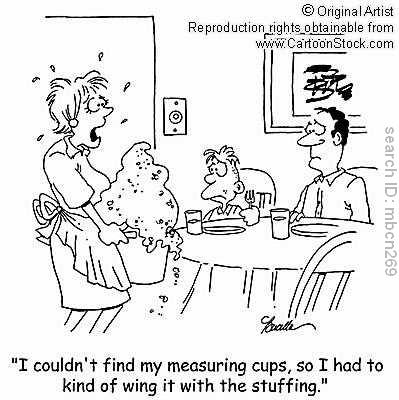 © Original Artist
Reproduction rights obtainable from
www.CartoonStock.com
search ID: mbcn269
"I couldn't find my measuring cups, so I had to
kind of wing it with the stuffing."